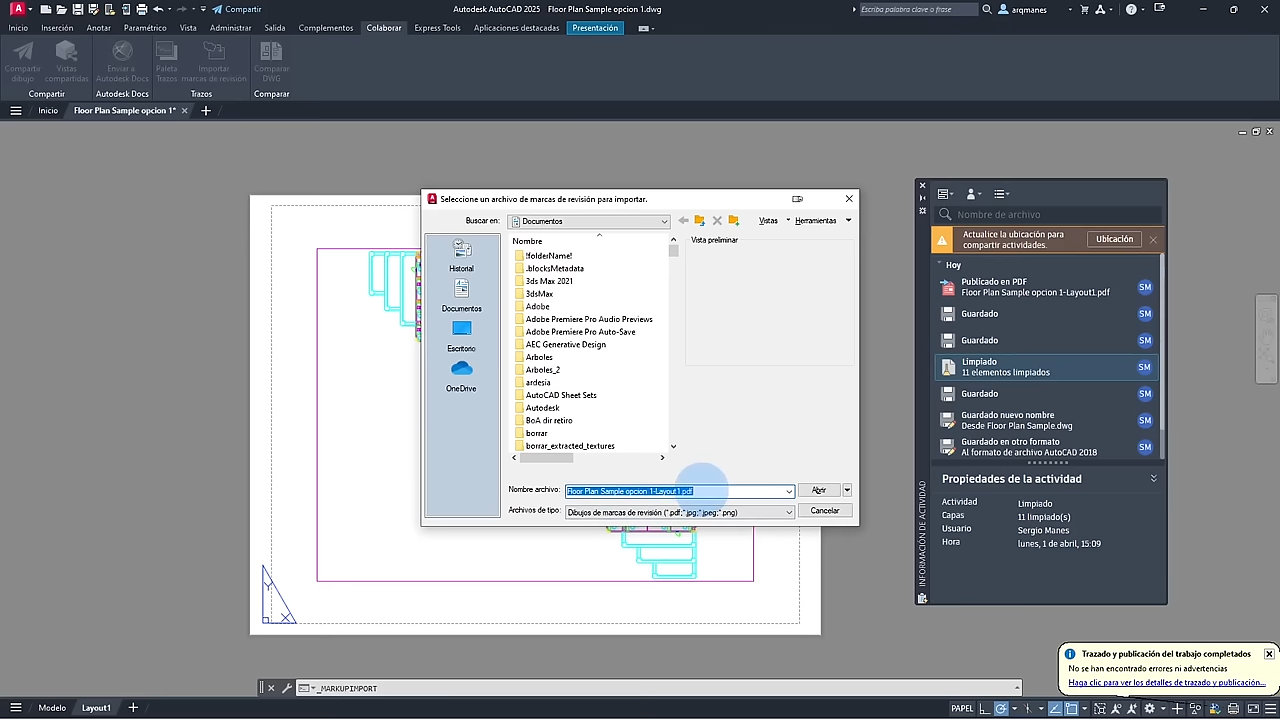 Compartir
Autodesk AutoCAD 2025 Floor Plan Sample opcion 1.dwg
Escriba palabra clave o frase
arqmanes
Inicio Inserción Anotar Paramétrico Vista Administrar Salida Complementos Colaborar Express Tools Aplicaciones destacadas Presentación
Compartir dibujo
Vistas compartidas
Enviar a Autodesk Docs
Paleta Trazos
Importar marcas de revisión
Comparar DWG
Compartir Autodesk Docs Trazos Comparar
Inicio Floor Plan Sample opcion 1*
Seleccione un archivo de marcas de revisión para importar.
Buscar en: Documentos Vistas Herramientas
Nombre
Vista preliminar
Historial
Documentos
Escritorio
OneDrive
!folderName!
.blocksMetadata
3ds Max 2021
3dsMax
Adobe
Adobe Premiere Pro Audio Previews
Adobe Premiere Pro Auto-Save
AEC Generative Design
Arboles
Arboles_2
ardesia
AutoCAD Sheet Sets
Autodesk
BoA dir retiro
borrar
borrar_extracted_textures
Nombre archivo: Floor Plan Sample opcion 1-Layout1.pdf Abrir
Archivos de tipo: Dibujos de marcas de revisión (*.pdf;*.jpg;*.jpeg;*.png) Cancelar
Y
X
Nombre de archivo
Actualice la ubicación para
compartir actividades.
Ubicación
Hoy
Publicado en PDF
Floor Plan Sample opcion 1-Layout1.pdf
SM
Guardado SM
Guardado SM
Limpiado
11 elementos limpiados
SM
Guardado SM
Guardado nuevo nombre
Desde Floor Plan Sample.dwg
SM
Guardado en otro formato
Al formato de archivo AutoCAD 2018
SM
Propiedades de la actividad
Actividad Limpiado
Capas 11 limpiado(s)
Usuario Sergio Manes
Hora lunes, 1 de abril, 15:09
INFORMACIÓN DE ACTIVIDAD
Trazado y publicación del trabajo completados
No se han encontrado errores ni advertencias
Haga clic para ver los detalles de trazado y publicación...
_MARKUPIMPORT
Modelo Layout1
PAPEL